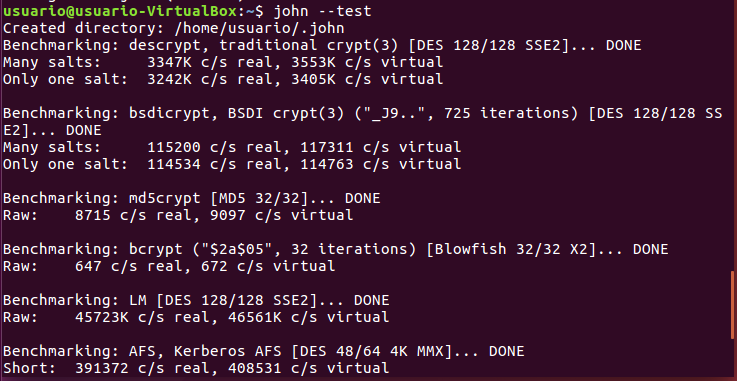 usuario@usuario-VirtualBox:~$ john --test
Created directory: /home/usuario/.john
Benchmarking: descrypt, traditional crypt(3) [DES 128/128 SSE2]... DONE
Many salts:     3347K c/s real, 3553K c/s virtual
Only one salt:  3242K c/s real, 3405K c/s virtual

Benchmarking: bsdicrypt, BSDI crypt(3) ("_J9..", 725 iterations) [DES 128/128 SS
E2]... DONE
Many salts:     115200 c/s real, 117311 c/s virtual
Only one salt:  114534 c/s real, 114763 c/s virtual

Benchmarking: md5crypt [MD5 32/32]... DONE
Raw:    8715 c/s real, 9097 c/s virtual

Benchmarking: bcrypt ("$2a$05", 32 iterations) [Blowfish 32/32 X2]... DONE
Raw:    647 c/s real, 672 c/s virtual

Benchmarking: LM [DES 128/128 SSE2]... DONE
Raw:    45723K c/s real, 46561K c/s virtual

Benchmarking: AFS, Kerberos AFS [DES 48/64 4K MMX]... DONE
Short:  391372 c/s real, 408531 c/s virtual